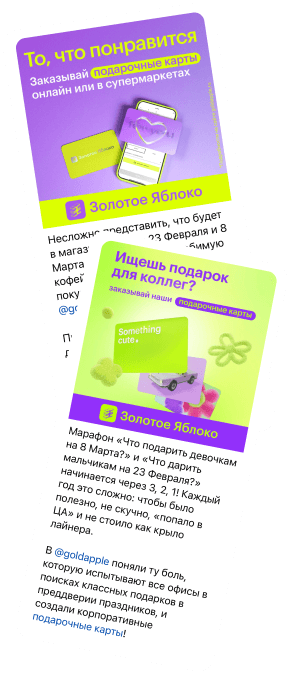 То, что понравится
Заказывай подарочные карты
онлайн или в супермаркетах
Золотое Яблоко
Несложно представить, что будет
в мага
23 Февраля и 8
Марта
бимую
кофе
поку
@go
Ищешь подарок
для коллег?
заказывай наши подарочные карты
Something
cute.
Золотое Яблоко
Марафон «Что подарить девочкам
на 8 Марта?» и «Что дарить
мальчикам на 23 Февраля?»
начинается через 3, 2, 1! Каждый
год это сложно: чтобы было
полезно, не скучно, «попало в
ЦА» и не стоило как крыло
лайнера.
В @goldapple поняли ту боль,
которую испытывают все офисы в
поисках классных подарков в
преддверии праздников, и
создали корпоративные
подарочные карты!